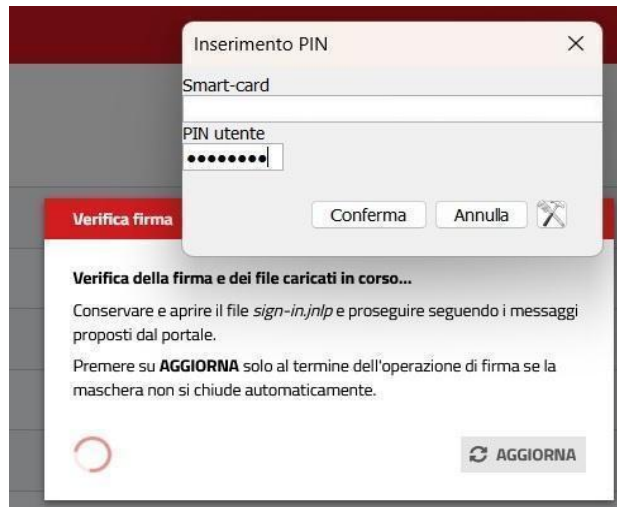 Inserimento PIN
Smart-card
PIN utente
●●●●●●●●
Conferma Annulla
Verifica firma
Verifica della firma e dei file caricati in corso...
Conservare e aprire il file sign-in.jnlp e proseguire seguendo i messaggi
proposti dal portale.
Premere su AGGIORNA solo al termine dell'operazione di firma se la
maschera non si chiude automaticamente.
AGGIORNA